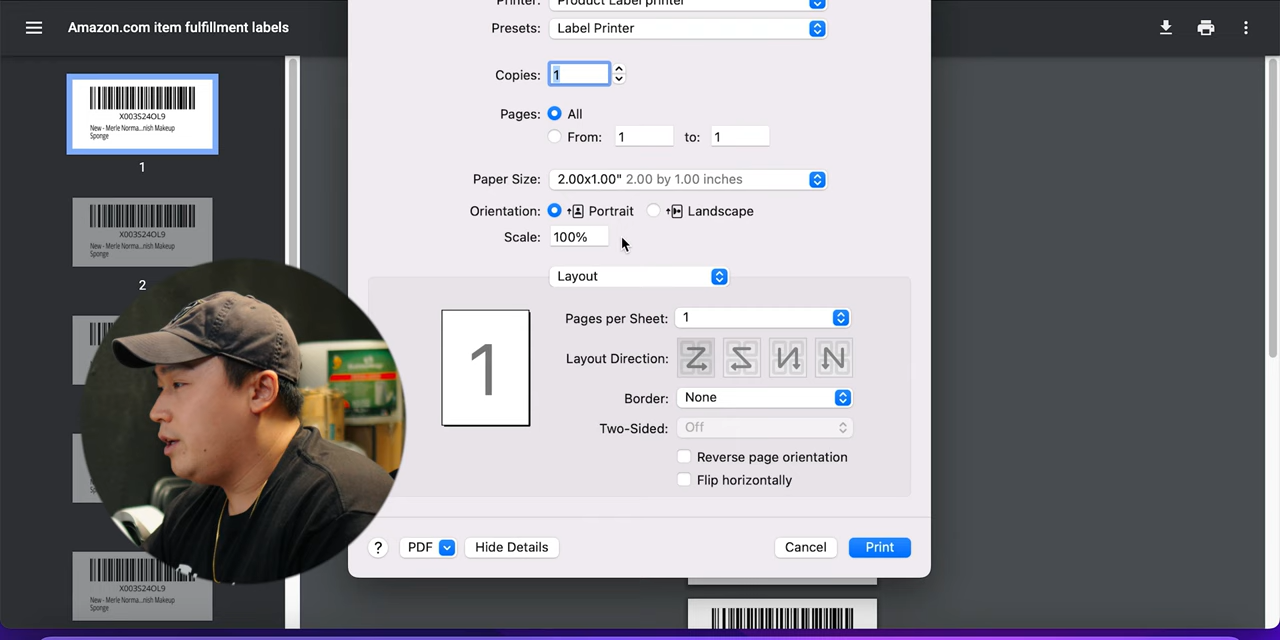 Printer: Product Label printer
Amazon.com item fulfillment labels
Presets: Label Printer
Copies: 1
Pages: All
From: 1 to: 1
Paper Size: 2.00x1.00" 2.00 by 1.00 inches
Orientation: Portrait Landscape
Scale: 100%
Layout
Pages per Sheet: 1
Layout Direction:
Border: None
Two-Sided: Off
Reverse page orientation
Flip horizontally
1
? PDF Hide Details Cancel Print
X003S24OL9
New - Merle Norma...nish Makeup
Sponge
1
X003S24OL9
New - Merle Norma...nish Makeup
Sponge
2
X003S24OL9
New - Merle Norma...nish Makeup
Sponge